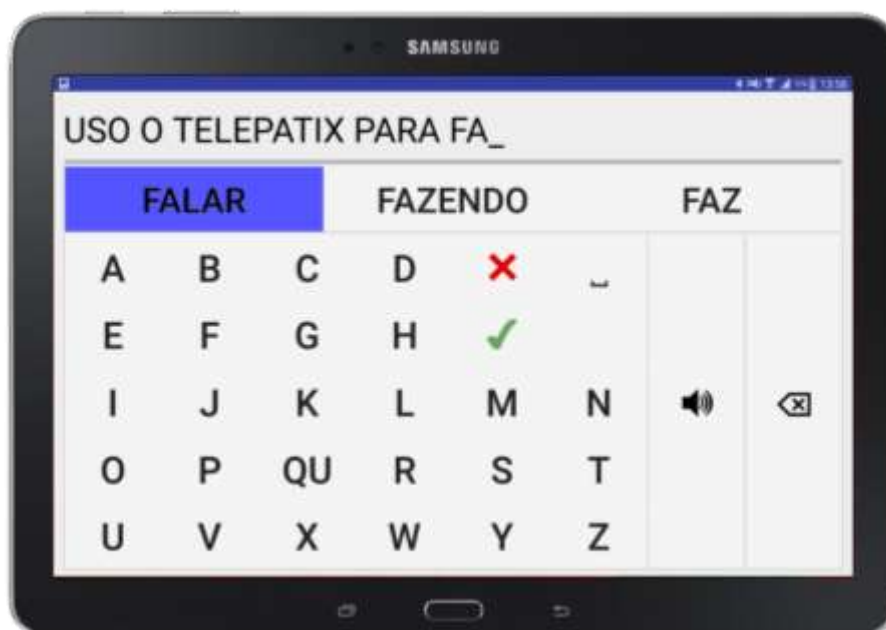 SAMSUNG
USO O TELEPATIX PARA FA_
FALAR FAZENDO FAZ
A B C D
E F G H
I J K L M N
O P QU R S T
U V X W Y Z